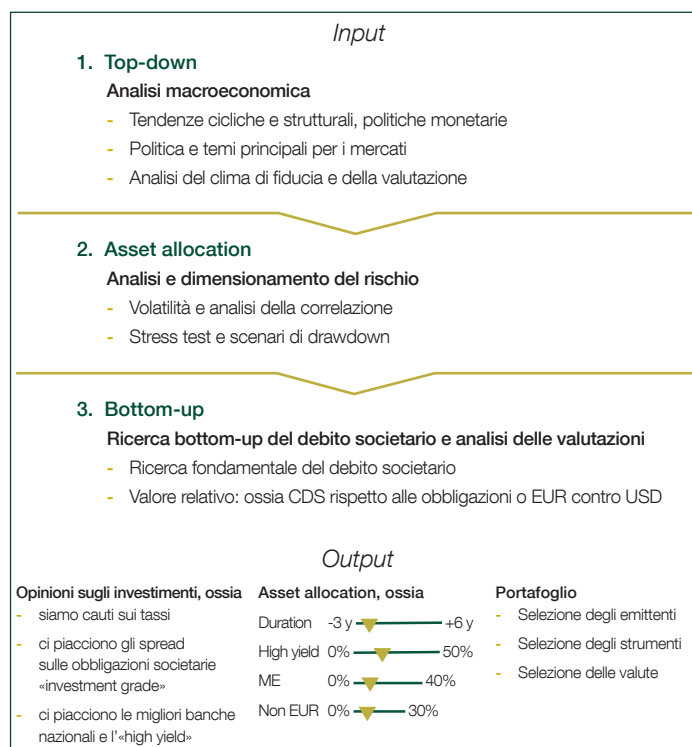 Input
1. Top-down
Analisi macroeconomica
- Tendenze cicliche e strutturali, politiche monetarie
- Politica e temi principali per i mercati
- Analisi del clima di fiducia e della valutazione
2. Asset allocation
Analisi e dimensionamento del rischio
- Volatilità e analisi della correlazione
- Stress test e scenari di drawdown
3. Bottom-up
Ricerca bottom-up del debito societario e analisi delle valutazioni
- Ricerca fondamentale del debito societario
- Valore relativo: ossia CDS rispetto alle obbligazioni o EUR contro USD
Output
Opinioni sugli investimenti, ossia
- siamo cauti sui tassi
- ci piacciono gli spread
sulle obbligazioni societarie
«investment grade»
- ci piacciono le migliori banche
nazionali e l'«high yield»
Asset allocation, ossia
Duration -3 y +6 y
High yield 0% 50%
ME 0% 40%
Non EUR 0% 30%
Portafoglio
- Selezione degli emittenti
- Selezione degli strumenti
- Selezione delle valute